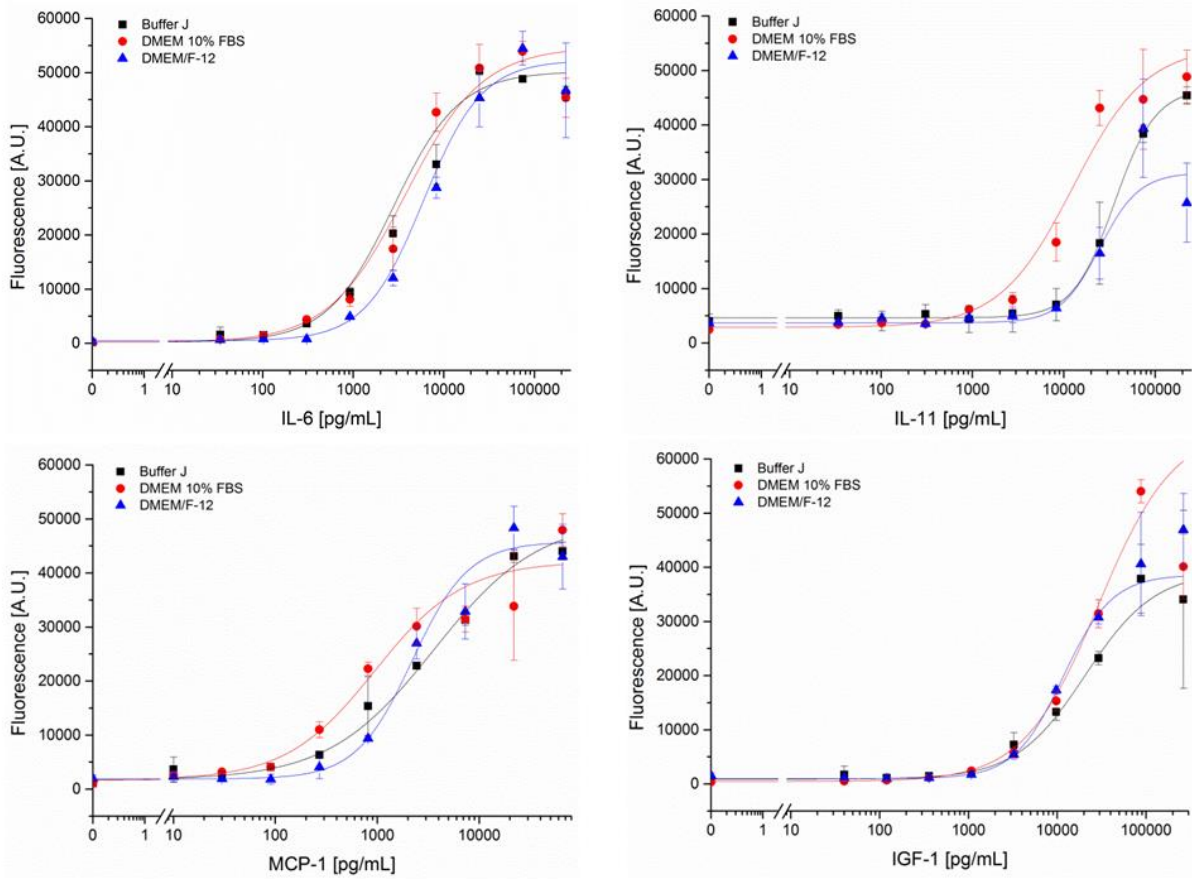 60000
50000
40000
30000
20000
10000
0
Fluorescence [A.U.]
Buffer J
DMEM 10% FBS
DMEM/F-12
0 1 10 100 1000 10000 100000
IL-6 [pg/mL]
60000
50000
40000
30000
20000
10000
0
Fluorscence [A.U.]
Buffer J
DMEM 10% FBS
DMEM/F-12
0 1 10 100 1000 10000 100000
IL-11 [pg/mL]
60000
50000
40000
30000
20000
10000
0
Fluorescence [A.U.]
Buffer J
DMEM 10% FBS
DMEM/F-12
0 1 10 100 1000 10000
MCP-1 [pg/mL]
60000
50000
40000
30000
20000
10000
0
Fluorescence [A.U.]
Buffer J
DMEM 10% FBS
DMEM/F-12
0 1 10 100 1000 10000 100000
IGF-1 [pg/mL]